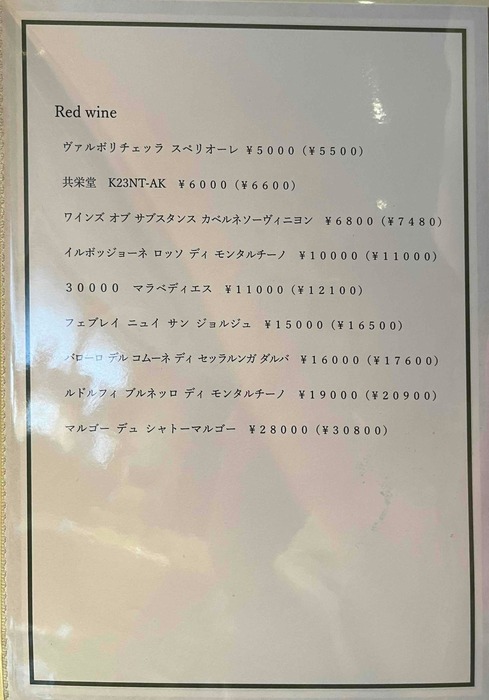 Red wine
ヴァルポリチェッラ スペリオーレ ¥5000（¥5500）
共栄堂 K23NT-AK ¥6000（¥6600）
ワインズ オブ サブスタンス カベルネソーヴィニヨン ¥6800（¥7480）
イルポッジョーネ ロッソ ディ モンタルチーノ ¥10000（¥11000）
30000 マラベディエス ¥11000（¥12100）
フェブレイ ニュイ サン ジョルジュ ¥15000（¥16500）
バローロ デル コムーネ ディ セッラルンガ ダルバ ¥16000（¥17600）
ルドルフィ ブルネッロ ディ モンタルチーノ ¥19000（¥20900）
マルゴー デュ シャトーマルゴー ¥28000（¥30800）